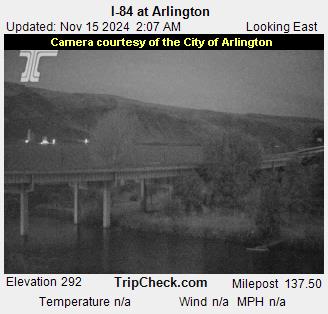 I-84 at Arlington
Updated: Nov 15 2024 2:07 AM Looking East
Camera courtesy of the City of Arlington
Elevation 292 TripCheck.com Milepost 137.50
Temperature n/a Wind n/a MPH n/a